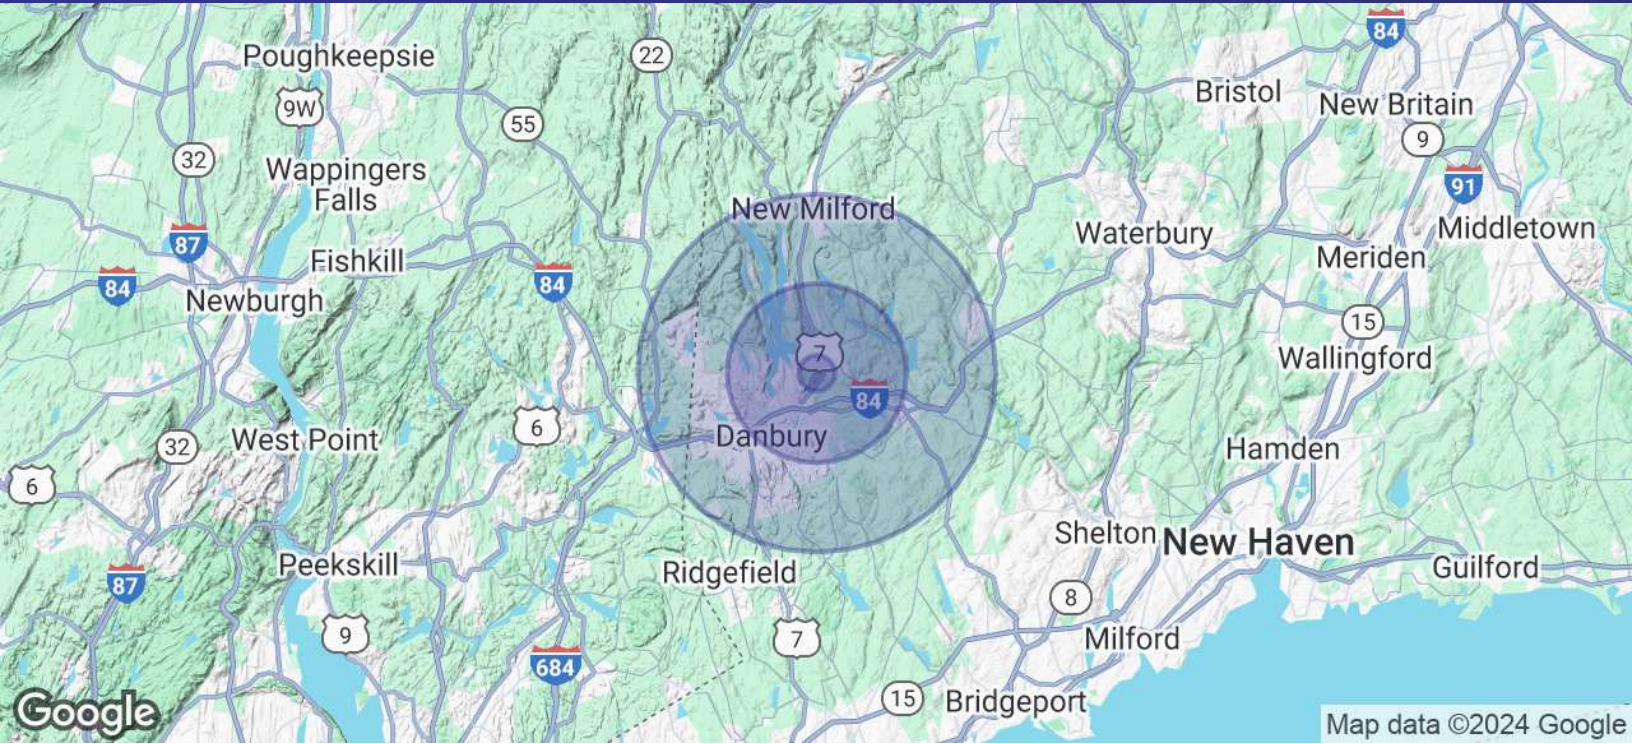 84
Poughkeepsie
22
Bristol
New Britain
9W
55
9
32
Wappingers
Falls
91
New Milford
Middletown
Waterbury
87
Fishkill
Meriden
84
84
Newburgh
15
7
Wallingford
84
6
Danbury
West Point
32
Hamden
6
Shelton
New Haven
Peekskill
Ridgefield
Guilford
87
8
9
7
Milford
684
15
Bridgeport
Google
Map data ©2024 Google